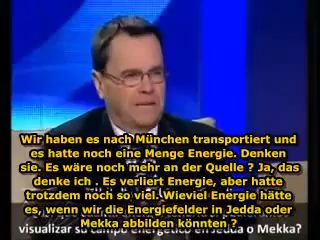 Wir haben es nach München transportiert und
es hatte noch eine Menge Energie. Denken
sie. Es wäre noch mehr an der Quelle ? Ja, das
denke ich . Es verliert Energie, aber hatte
trotzdem noch so viel. Wieviel Energie hätte
es, wenn wir die Energiefelder in Jedda oder
Mekka abbilden könnten ?
visualizar su campo energético en Jedda o Mekka?